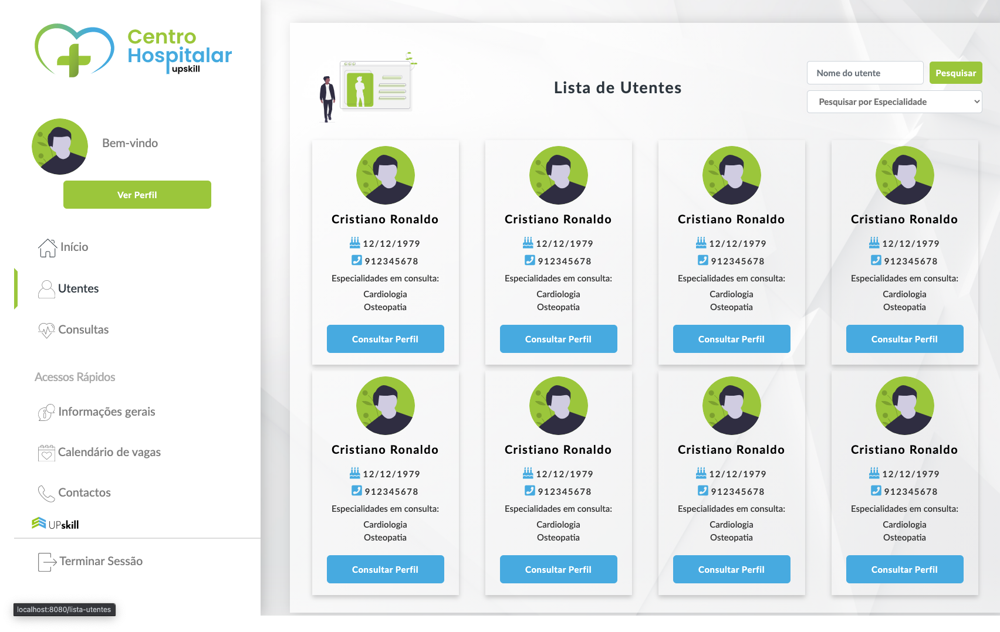 Centro
Hospitalar
upskill
Bem-vindo
Ver Perfil
Início
Utentes
Consultas
Acessos Rápidos
Informações gerais
Calendário de vagas
Contactos
UPskill
Terminar Sessão
localhost:8080/lista-utentes
Lista de Utentes
Nome do utente
Pesquisar
Pesquisar por Especialidade
Cristiano Ronaldo
12/12/1979
912345678
Especialidades em consulta:
Cardiologia
Osteopatia
Consultar Perfil
Cristiano Ronaldo
12/12/1979
912345678
Especialidades em consulta:
Cardiologia
Osteopatia
Consultar Perfil
Cristiano Ronaldo
12/12/1979
912345678
Especialidades em consulta:
Cardiologia
Osteopatia
Consultar Perfil
Cristiano Ronaldo
12/12/1979
912345678
Especialidades em consulta:
Cardiologia
Osteopatia
Consultar Perfil
Cristiano Ronaldo
12/12/1979
912345678
Especialidades em consulta:
Cardiologia
Osteopatia
Consultar Perfil
Cristiano Ronaldo
12/12/1979
912345678
Especialidades em consulta:
Cardiologia
Osteopatia
Consultar Perfil
Cristiano Ronaldo
12/12/1979
912345678
Especialidades em consulta:
Cardiologia
Osteopatia
Consultar Perfil
Cristiano Ronaldo
12/12/1979
912345678
Especialidades em consulta:
Cardiologia
Osteopatia
Consultar Perfil